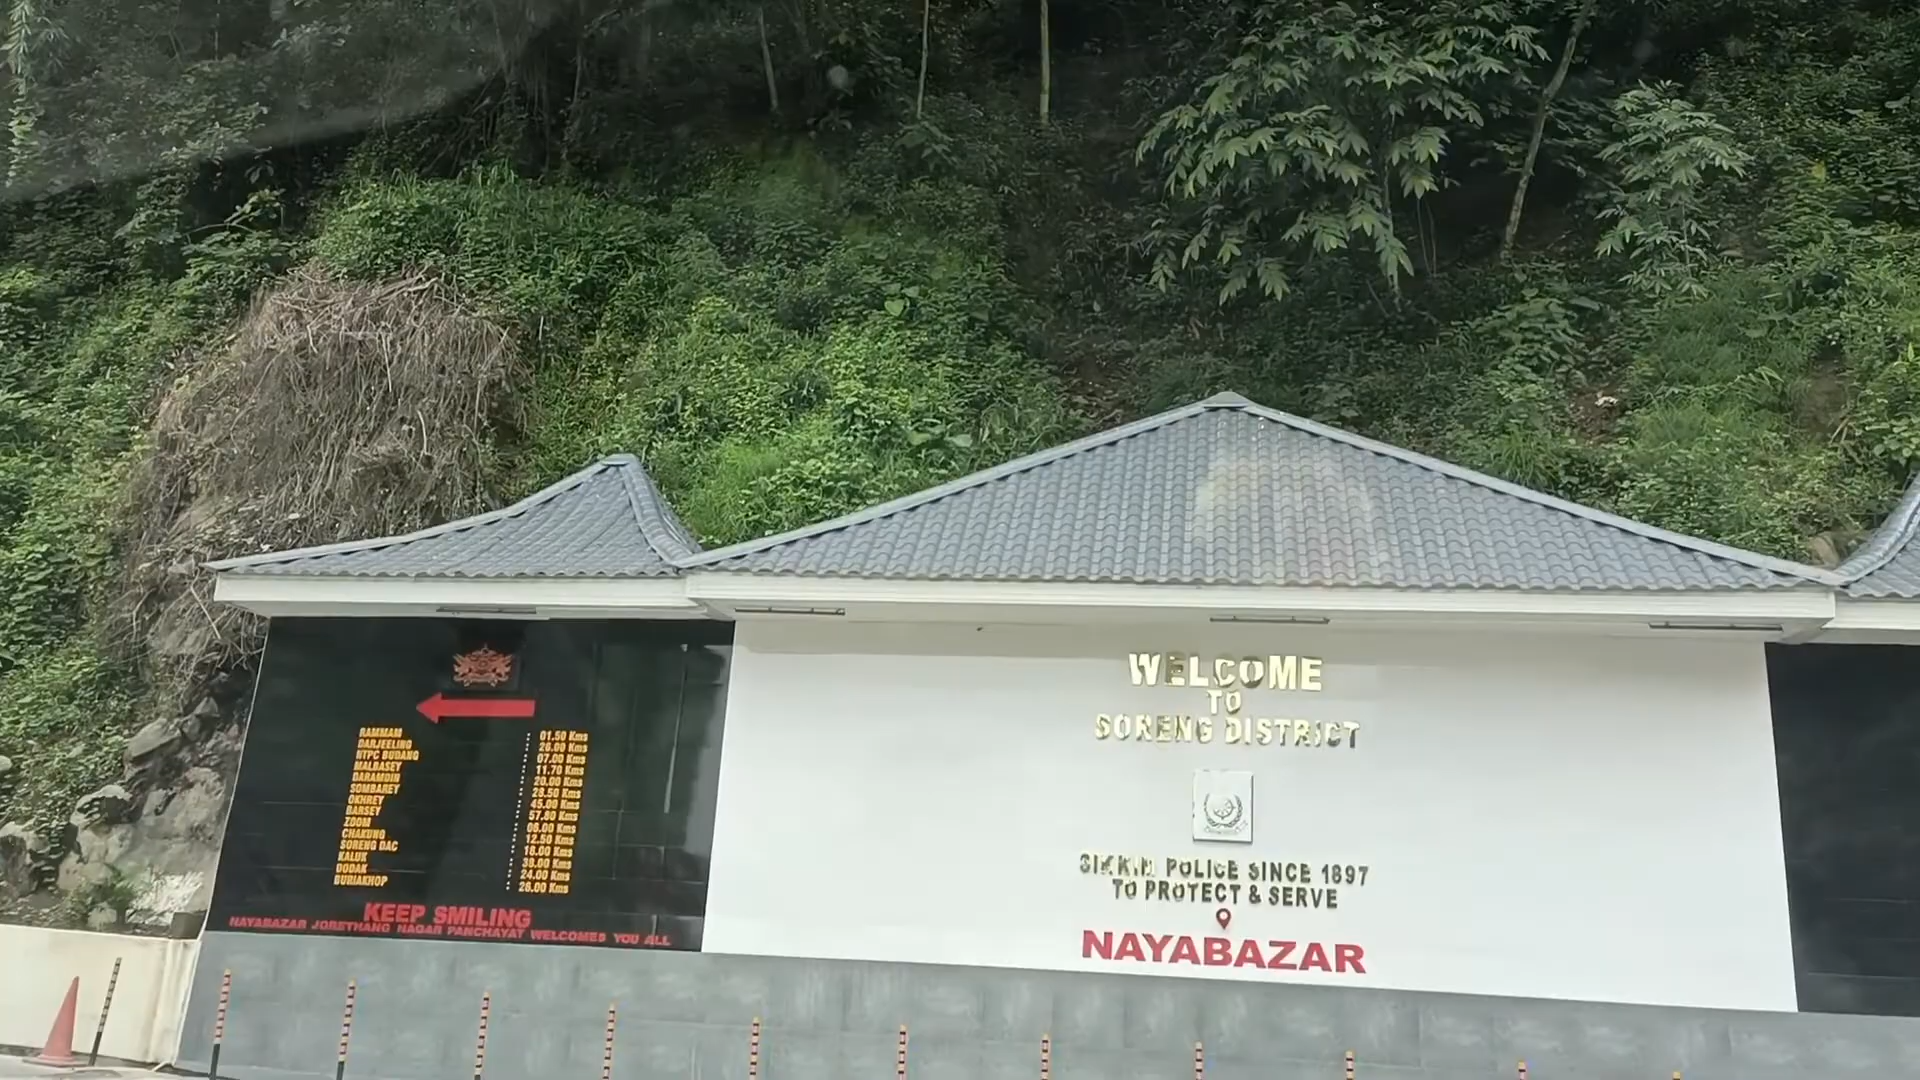 RAMMAM : 01.50 Kms
DARJEELING : 26.00 Kms
NTPC BUDANG : 07.00 Kms
MALBASEY : 11.70 Kms
DARAMDIN : 20.00 Kms
SOMBAREY : 28.50 Kms
OKHREY : 45.00 Kms
BARSEY : 57.80 Kms
ZOOM : 08.00 Kms
CHAKUNG : 12.50 Kms
SORENG DAC : 18.00 Kms
KALUK : 38.00 Kms
DODAK : 24.00 Kms
BURIAKHOP : 26.00 Kms
KEEP SMILING
NAYABAZAR JORETHANG NAGAR PANCHAYAT WELCOMES YOU ALL
WELCOME
TO
SORENG DISTRICT
SIKKIM POLICE SINCE 1897
TO PROTECT & SERVE
NAYABAZAR